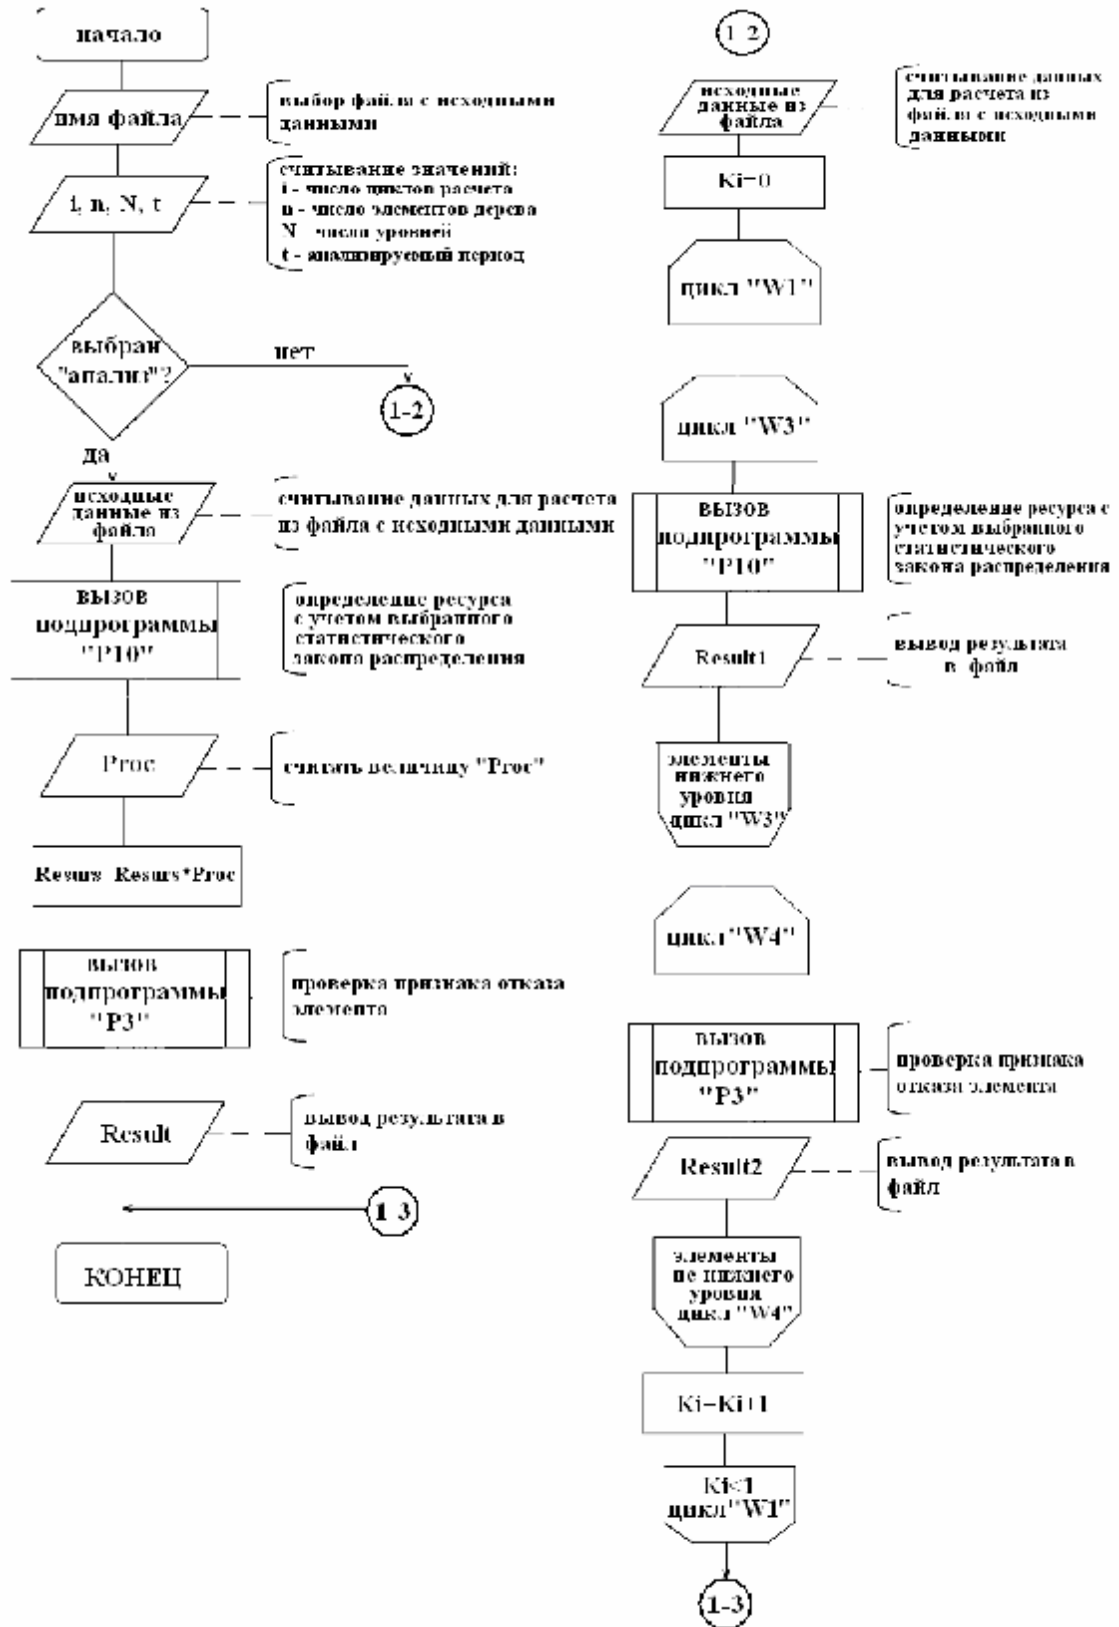 начало
имя файла
выбор файла с исходными
данными
i, n, N, t
считывание значений:
i - число циклов расчета
n - число элементов дерева
N - число уровней
t - анализируемый период
выбран
"анализ"?
нет
1-2
да
исходные
данные из
файла
считывание данных для расчета
из файла с исходными данными
вызов
подпрограммы
"P10"
определение ресурса
с учетом выбранного
статистического
закона распределения
Proc
считать величину "Proc"
Resurs Resurs*Proc
вызов
подпрограммы
"P3"
проверка признака отказа
элемента
Result
вывод результата в
файл
1 3
КОНЕЦ
1 2
исходные
данные из
файла
считывание данных
для расчета из
файла с исходными
данными
Ki=0
цикл "W1"
цикл "W3"
вызов
подпрограммы
"P10"
определение ресурса с
учетом выбранного
статистического
закона распределения
Result1
вывод результата
в файл
элементы
нижнего
уровня
цикл "W3"
цикл "W4"
вызов
подпрограммы
"P3"
проверка признака
отказа элемента
Result2
вывод результата в
файл
элементы
не нижнего
уровня
цикл "W4"
Ki=Ki+1
Ki<1
цикл "W1"
1-3